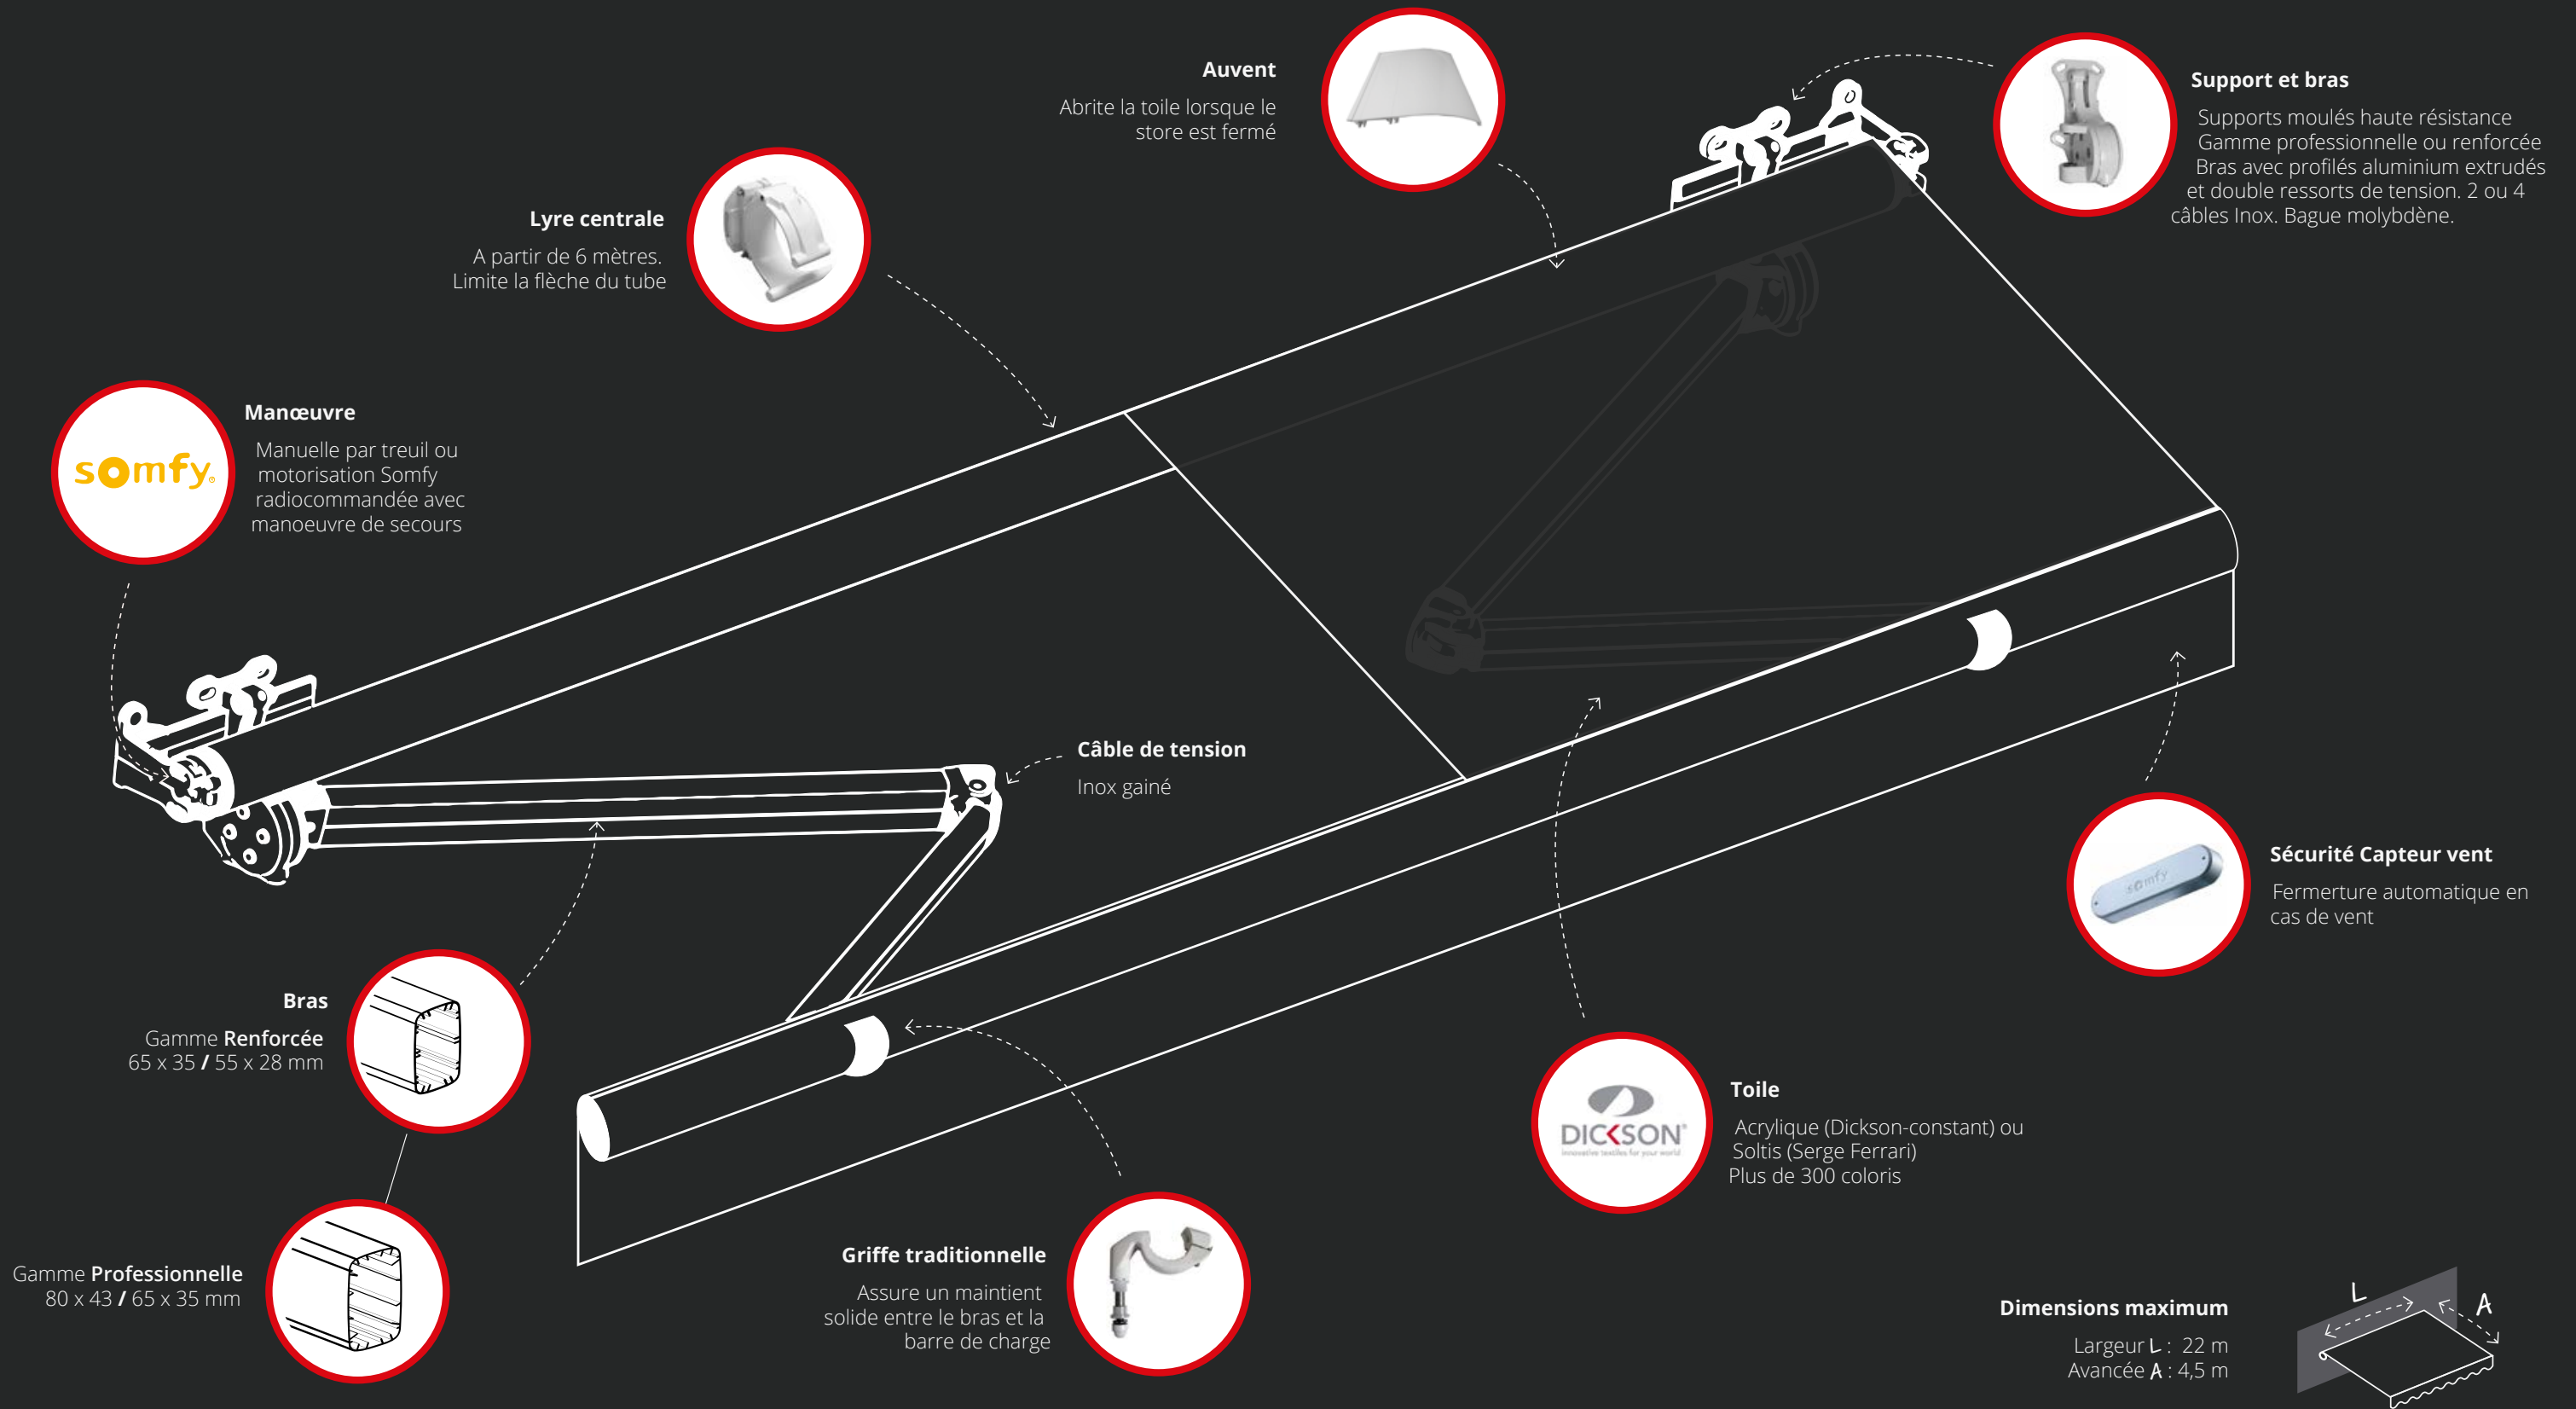 Auvent
Abrite la toile lorsque le
store est fermé
Support et bras
Supports moulés haute résistance
Gamme professionnelle ou renforcée
Bras avec profilés aluminium extrudés
et double ressorts de tension. 2 ou 4
câbles Inox. Bague molybdène.
Lyre centrale
A partir de 6 mètres.
Limite la flèche du tube
somfy®
Manœuvre
Manuelle par treuil ou
motorisation Somfy
radiocommandée avec
manoeuvre de secours
Câble de tension
Inox gainé
somfy
Sécurité Capteur vent
Fermerture automatique en
cas de vent
Bras
Gamme Renforcée
65 x 35 / 55 x 28 mm
Gamme Professionnelle
80 x 43 / 65 x 35 mm
DICKSON®
innovative textiles for your world
Toile
Acrylique (Dickson-constant) ou
Soltis (Serge Ferrari)
Plus de 300 coloris
Griffe traditionnelle
Assure un maintient
solide entre le bras et la
barre de charge
Dimensions maximum
Largeur L : 22 m
Avancée A : 4,5 m
L
A